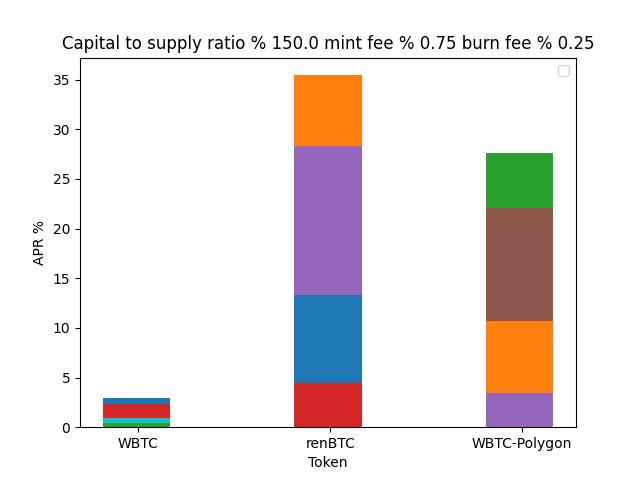 Capital to supply ratio % 150.0 mint fee % 0.75 burn fee % 0.25
APR %
35
30
25
20
15
10
5
0
WBTC renBTC WBTC-Polygon
Token